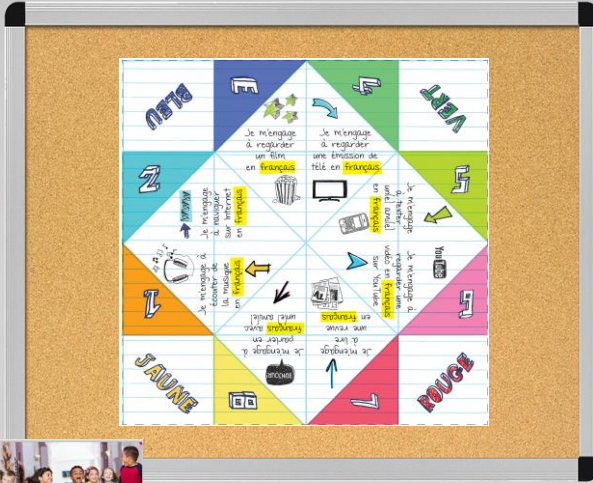 BLEU
3
4
VERT
Je m'engage
à regarder
un film
en français
Je m'engage
à regarder
une émission de
télé en français
2
Je m'engage
à naviguer
sur Internet
en français
Je m'engage
à texter
un(e) ami(e)
en français
5
1
Je m'engage à
écouter de
la musique
en français
Je m'engage à
regarder une
vidéo en français
sur YouTube
You
Tube
6
Je m'engage à
parler en
français avec
un(e) ami(e)
BONJOUR
Je m'engage
à lire
une revue
en français
JAUNE
8
7
ROUGE